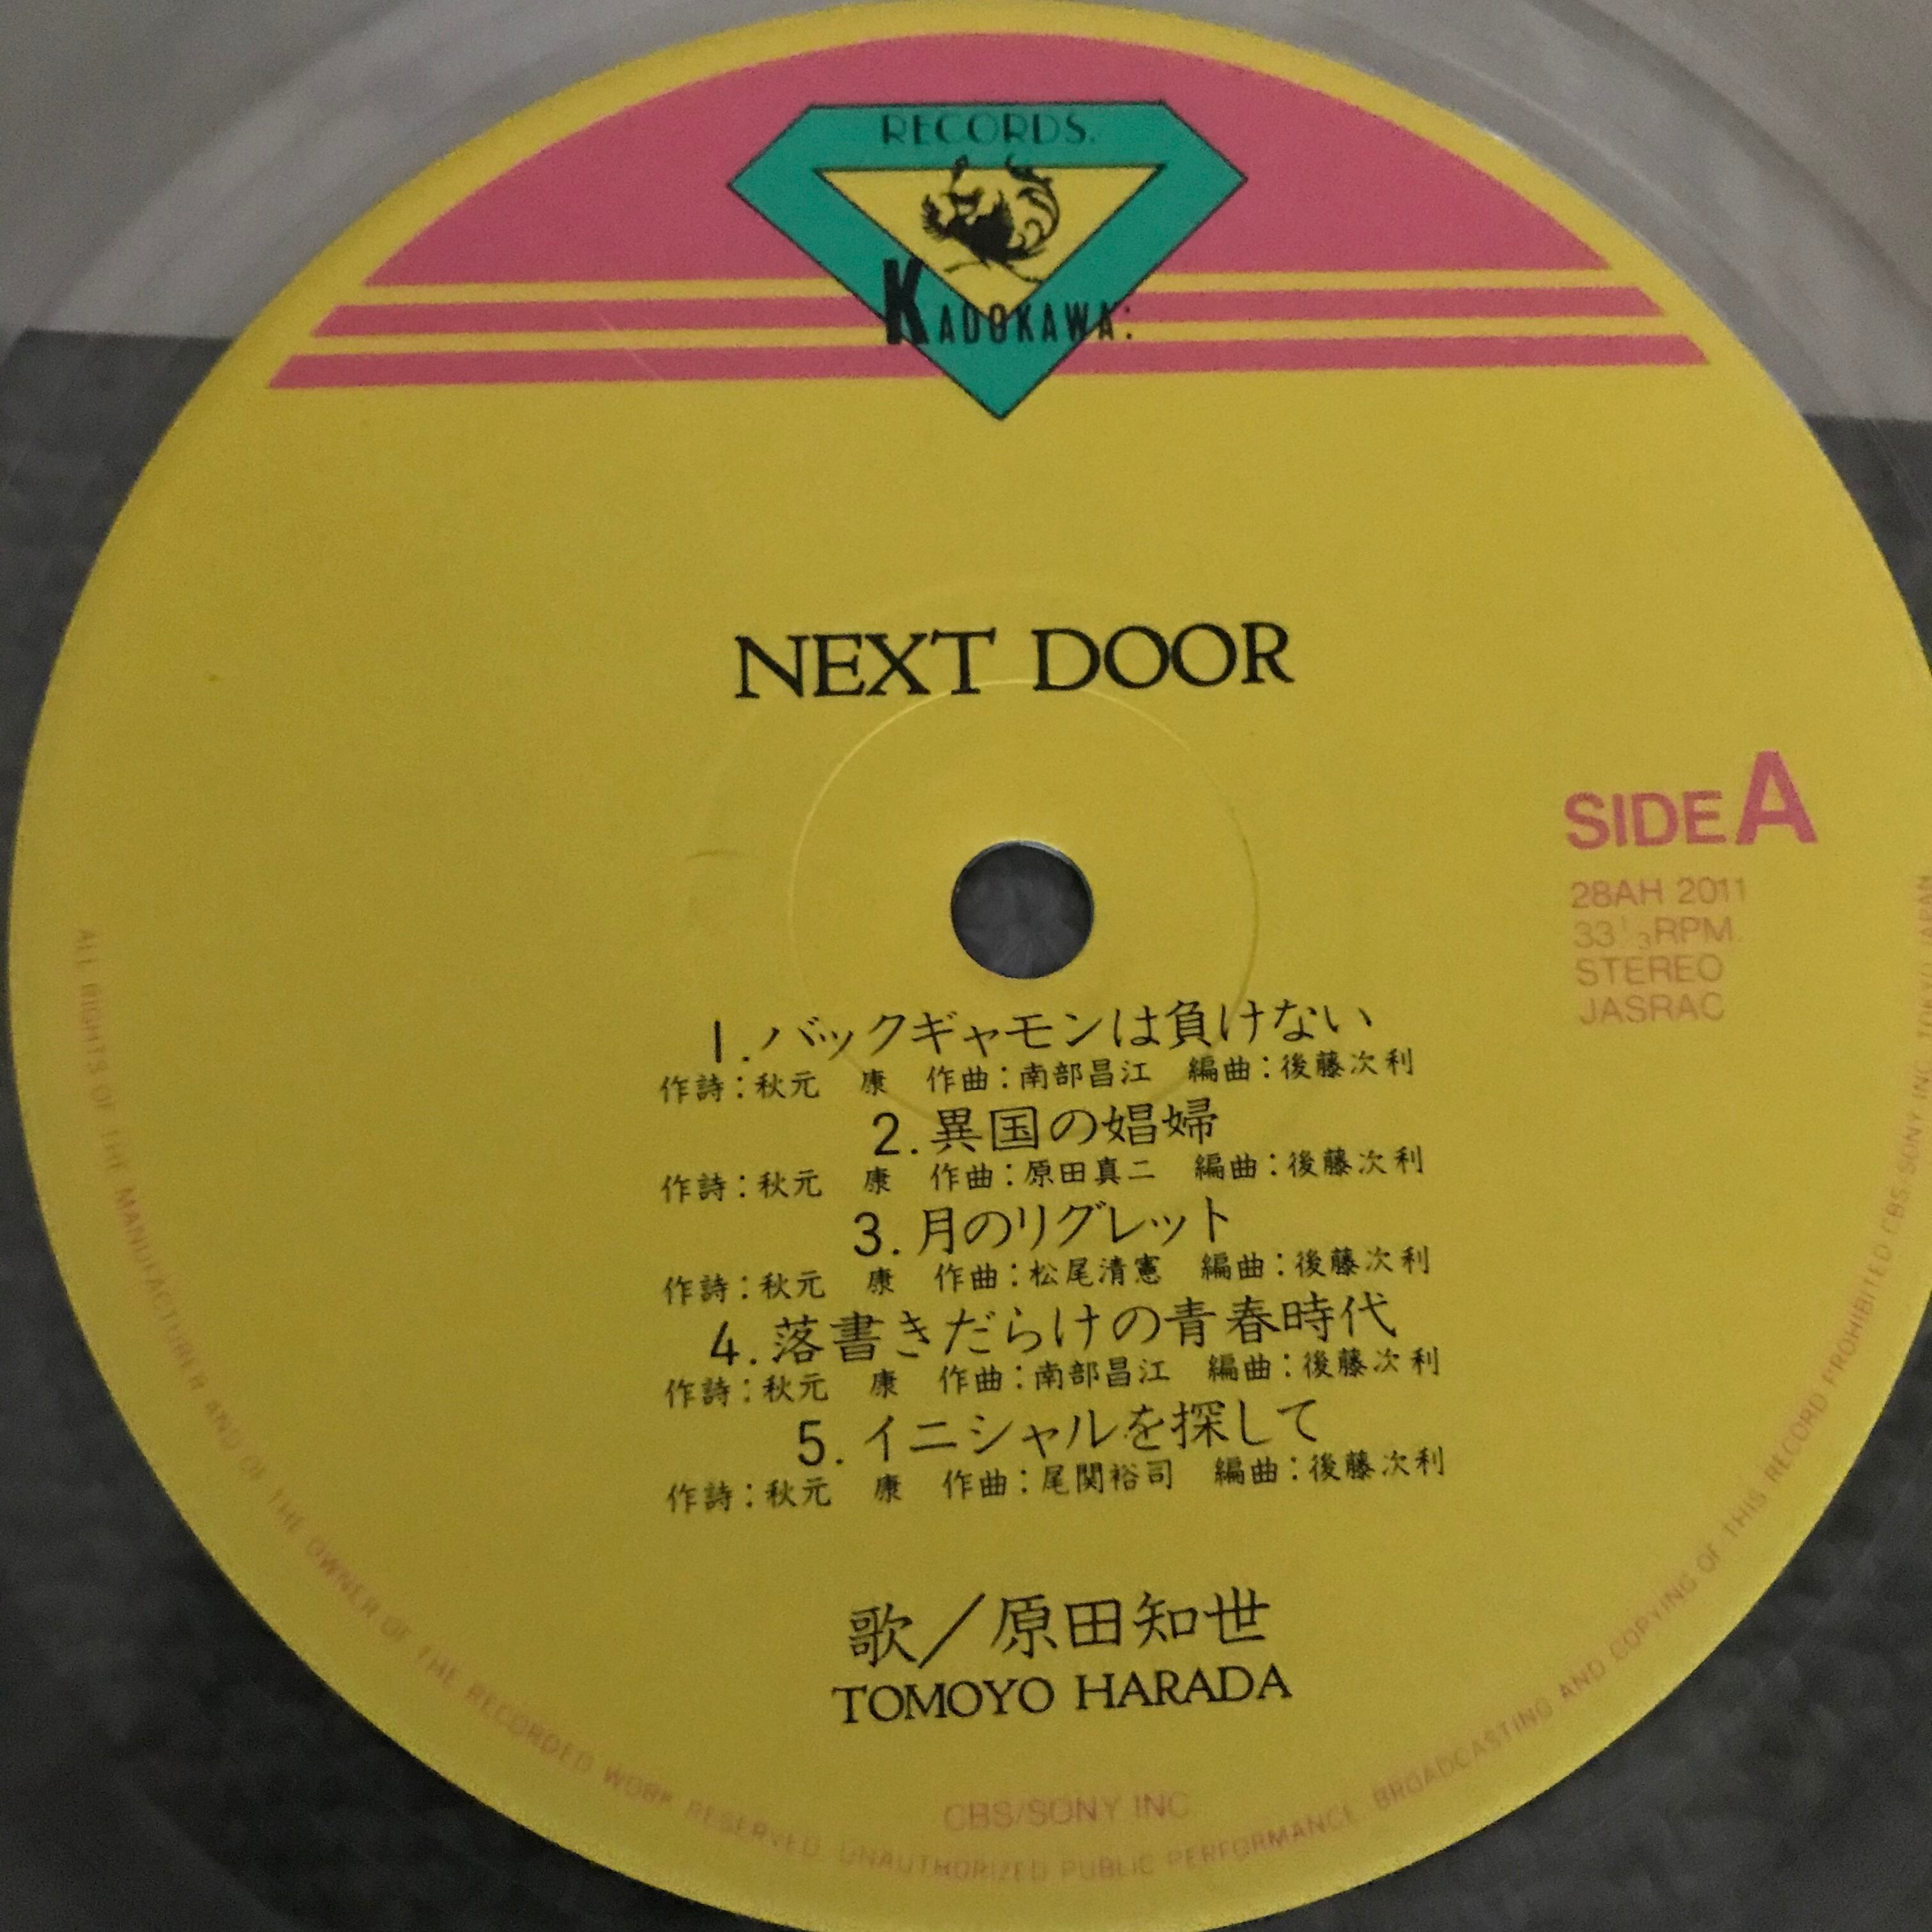 RECORDS.
KADOKAWA
NEXT DOOR
SIDE A
28AH 2011
33 1/3 RPM.
STEREO
JASRAC
1.バックギャモンは負けない
作詩：秋元　康　作曲：南部昌江　編曲：後藤次利
2.異国の娼婦
作詩：秋元　康　作曲：原田真二　編曲：後藤次利
3.月のリグレット
作詩：秋元　康　作曲：松尾清憲　編曲：後藤次利
4.落書きだらけの青春時代
作詩：秋元　康　作曲：南部昌江　編曲：後藤次利
5.イニシャルを探して
作詩：秋元　康　作曲：尾関裕司　編曲：後藤次利
歌／原田知世
TOMOYO HARADA
CBS/SONY INC
ALL RIGHTS OF THE MANUFACTURER AND OF THE OWNER OF THE RECORDED WORK RESERVED. UNAUTHORIZED PUBLIC PERFORMANCE BROADCASTING AND COPYING OF THIS RECORD PROHIBITED CBS/SONY INC. TOKYO JAPAN